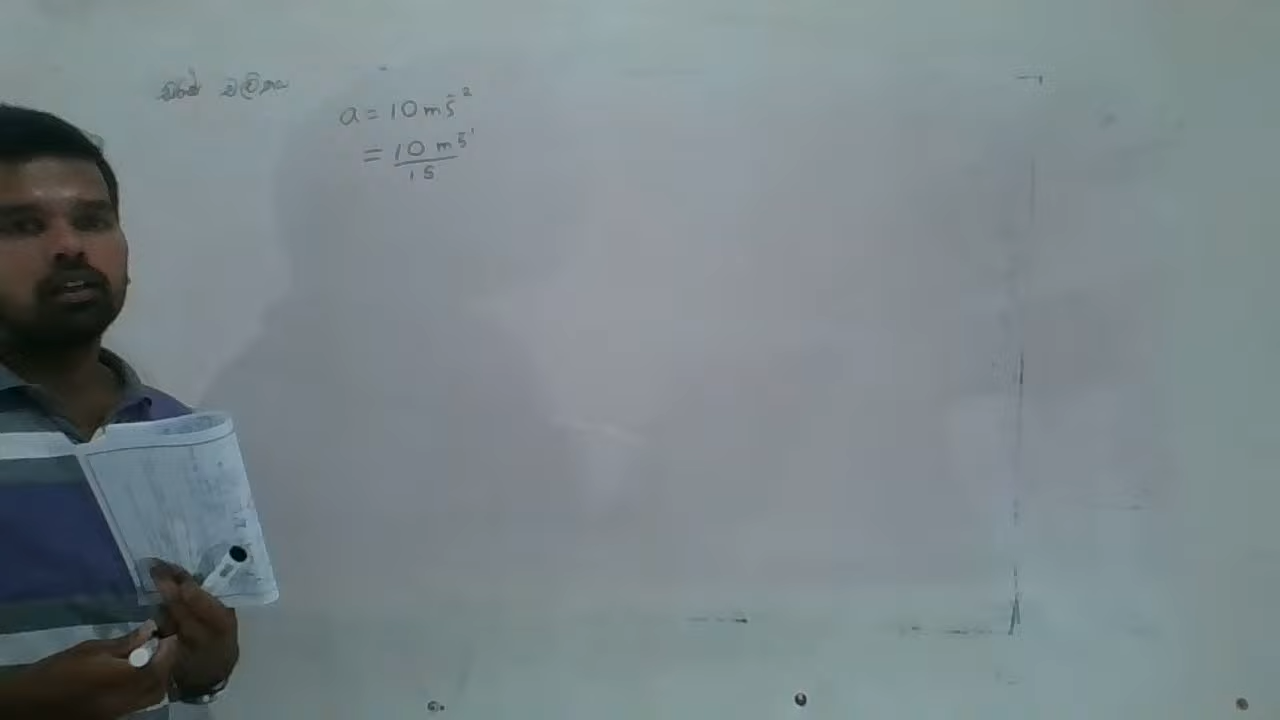 a = 10 m s⁻²
= 10 m s⁻¹
1 s